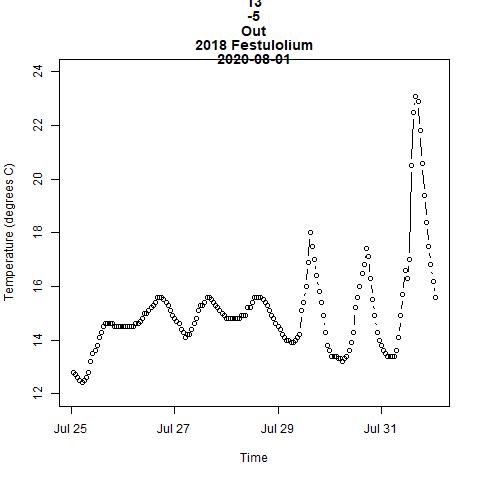 13
-5
Out
2018 Festulolium
2020-08-01
24
22
20
18
16
14
12
Temperature (degrees C)
Jul 25
Jul 27
Jul 29
Jul 31
Time